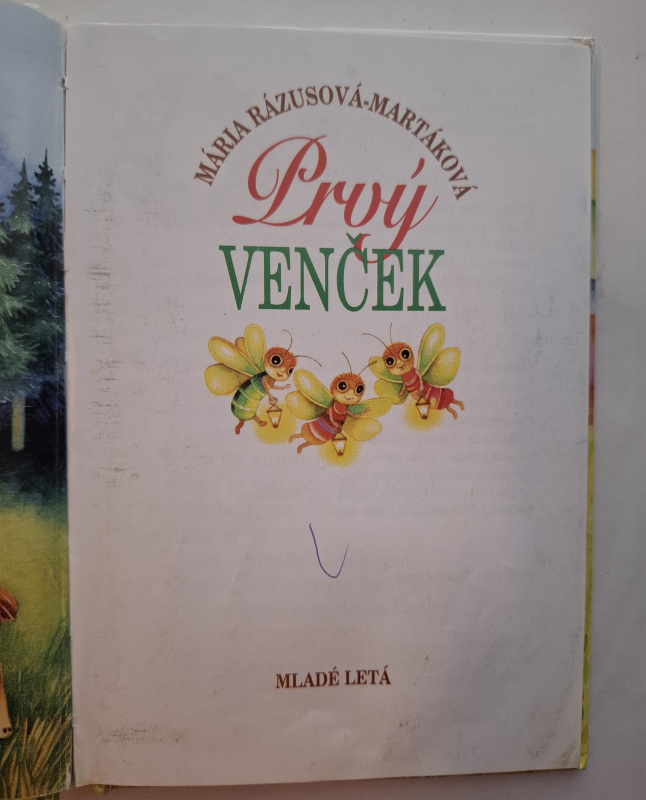 MÁRIA RÁZUSOVÁ-MARTÁKOVÁ
Prvý
VENČEK
MLADÉ LETÁ